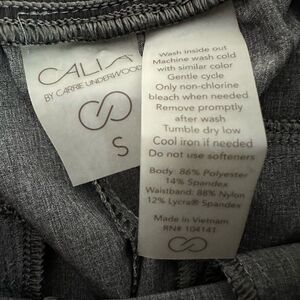 CALIA
BY CARRIE UNDERWOOD
S
Wash inside out
Machine wash cold
with similar color
Gentle cycle
Only non-chlorine
bleach when needed
Remove promptly
after wash
Tumble dry low
Cool iron if needed
Do not use softeners
Body: 86% Polyester
14% Spandex
Waistband: 88% Nylon
12% Lycra® Spandex
Made in Vietnam
RN# 104141